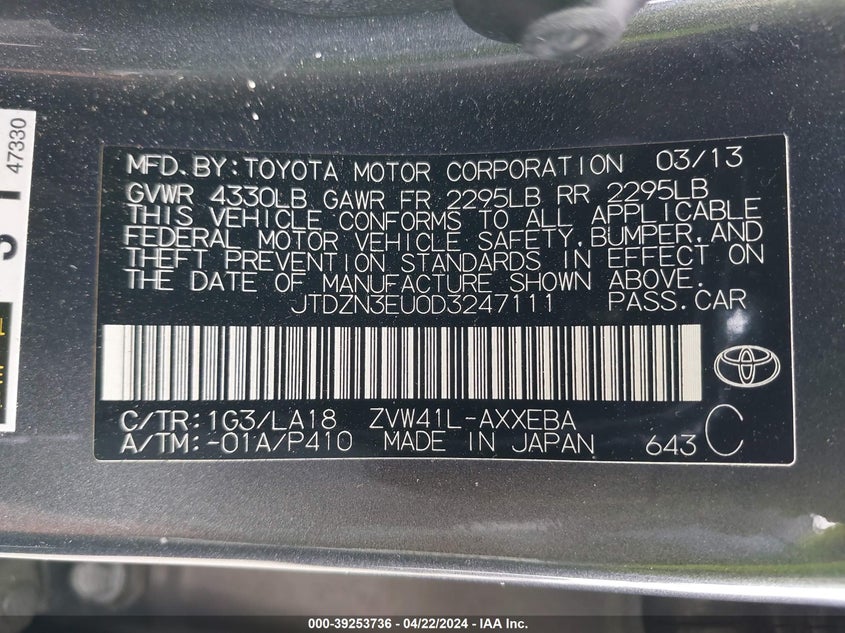 47330
MFD.BY:TOYOTA MOTOR CORPORATION 03/13
GVWR 4330LB GAWR FR 2295LB RR 2295LB
THIS VEHICLE CONFORMS TO ALL APPLICABLE
FEDERAL MOTOR VEHICLE SAFETY,BUMPER,AND
THEFT PREVENTION STANDARDS IN EFFECT ON
THE DATE OF MANUFACTURE SHOWN ABOVE.
JTDZN3EU0D3247111 PASS.CAR
C/TR:1G3/LA18 ZVW41L-AXXEBA
A/TM:-01A/P410 MADE IN JAPAN 643 C
000-39253736 - 04/22/2024 - IAA Inc.